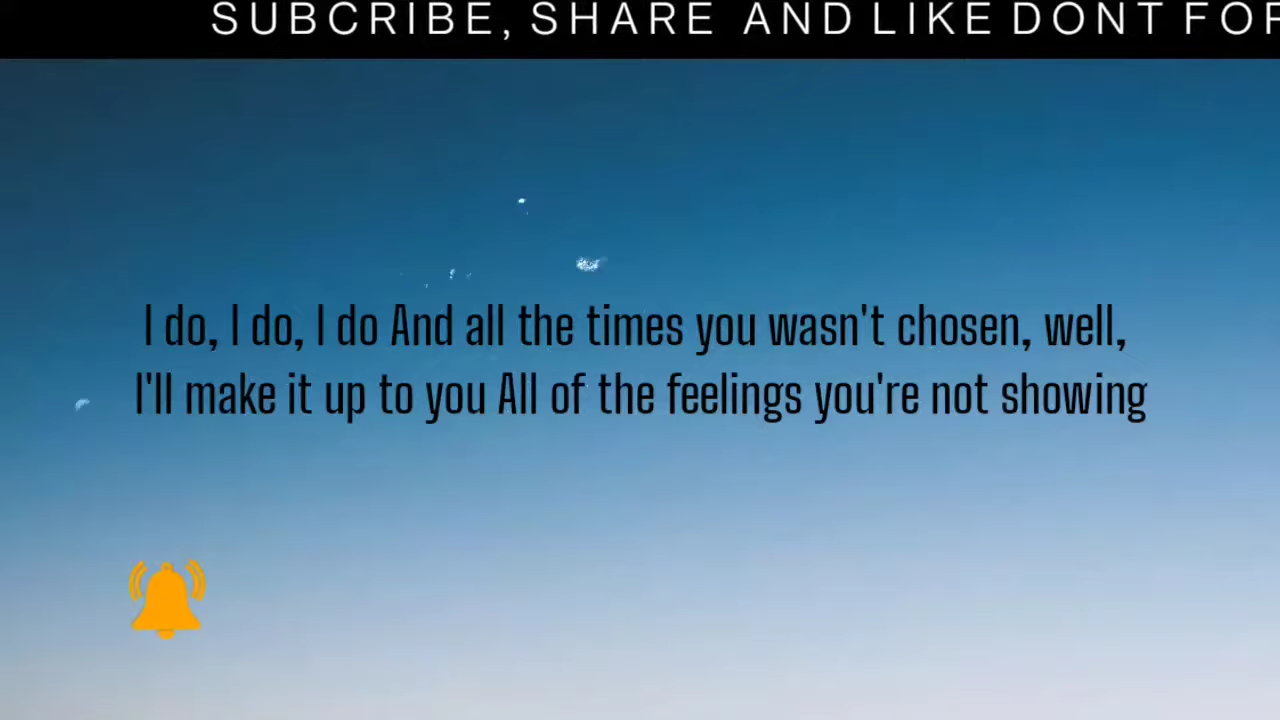 SUBCRIBE, SHARE AND LIKE DONT FOR
I do, I do, I do And all the times you wasn't chosen, well,
I'll make it up to you All of the feelings you're not showing